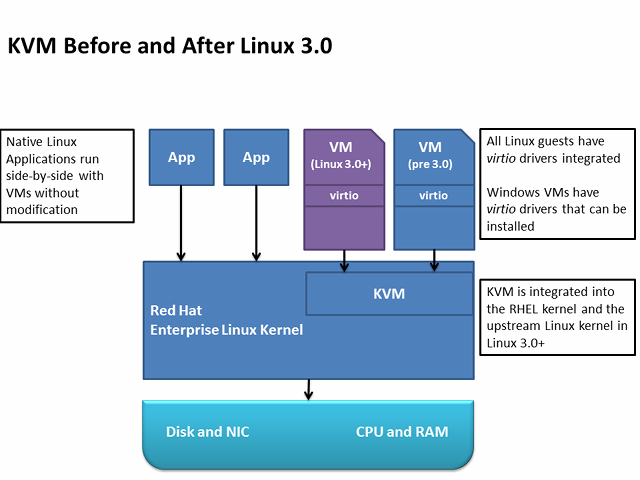 KVM Before and After Linux 3.0
Native Linux
Applications run
side-by-side with
VMs without
modification
App
App
VM
(Linux 3.0+)
virtio
VM
(pre 3.0)
virtio
All Linux guests have
virtio drivers integrated
Windows VMs have
virtio drivers that can be
installed
KVM
Red Hat
Enterprise Linux Kernel
KVM is integrated into
the RHEL kernel and the
upstream Linux kernel in
Linux 3.0+
Disk and NIC
CPU and RAM